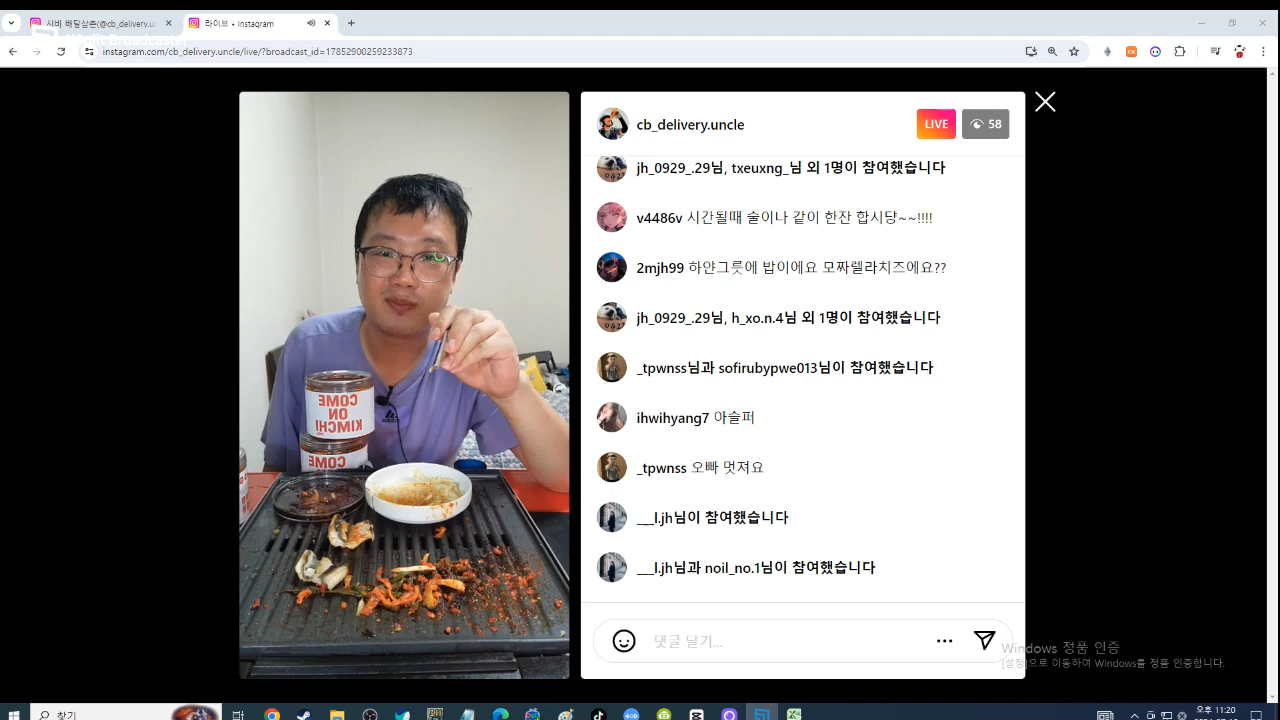 시벼 배달삼촌(@cb_delivery.un
라이브 • Instagram
instagram.com/cb_delivery.uncle/live/?broadcast_id=17852900259233873
cb_delivery.uncle
LIVE
58
jh_0929_.29님, txeuxng_님 외 1명이 참여했습니다
v4486v 시간될때 술이나 같이 한잔 합시댱~~!!!!
2mjh99 하얀그릇에 밥이에요 모짜렐라치즈에요??
jh_0929_.29님, h_xo.n.4님 외 1명이 참여했습니다
_tpwnss님과 sofirubypwe013님이 참여했습니다
ihwihyang7 아슬퍼
_tpwnss 오빠 멋져요
___l.jh님이 참여했습니다
___l.jh님과 noil_no.1님이 참여했습니다
댓글 달기...
COME
ON
KIMCHI
COME
adidas
Windows 정품 인증
[설정]으로 이동하여 Windows를 정품 인증합니다.
찾기
오후 11:20